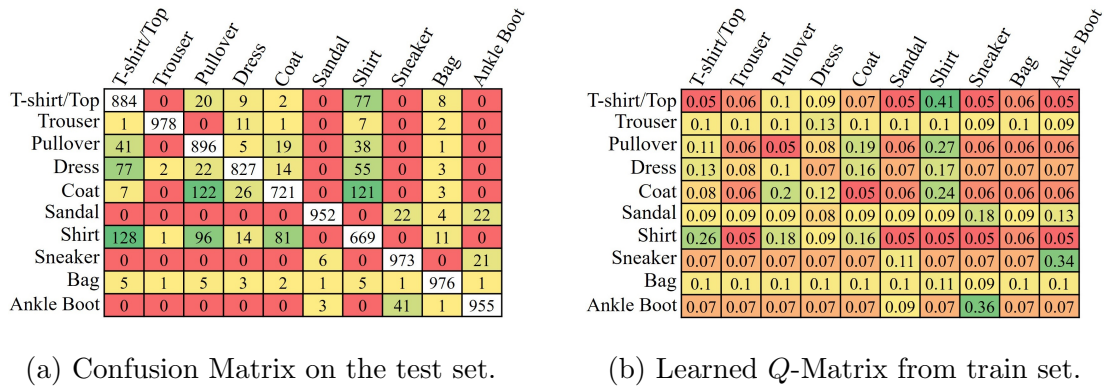 T-shirt/Top Trouser Pullover Dress Coat Sandal Shirt Sneaker Bag Ankle Boot
T-shirt/Top 884 0 20 9 2 0 77 0 8 0
Trouser 1 978 0 11 1 0 7 0 2 0
Pullover 41 0 896 5 19 0 38 0 1 0
Dress 77 2 22 827 14 0 55 0 3 0
Coat 7 0 122 26 721 0 121 0 3 0
Sandal 0 0 0 0 0 952 0 22 4 22
Shirt 128 1 96 14 81 0 669 0 11 0
Sneaker 0 0 0 0 0 6 0 973 0 21
Bag 5 1 5 3 2 1 5 1 976 1
Ankle Boot 0 0 0 0 0 3 0 41 1 955
(a) Confusion Matrix on the test set.
T-shirt/Top Trouser Pullover Dress Coat Sandal Shirt Sneaker Bag Ankle Boot
T-shirt/Top 0.05 0.06 0.1 0.09 0.07 0.05 0.41 0.05 0.06 0.05
Trouser 0.1 0.1 0.1 0.13 0.1 0.1 0.1 0.09 0.1 0.09
Pullover 0.11 0.06 0.05 0.08 0.19 0.06 0.27 0.06 0.06 0.06
Dress 0.13 0.08 0.1 0.07 0.16 0.07 0.17 0.07 0.07 0.07
Coat 0.08 0.06 0.2 0.12 0.05 0.06 0.24 0.06 0.06 0.06
Sandal 0.09 0.09 0.09 0.08 0.09 0.09 0.09 0.18 0.09 0.13
Shirt 0.26 0.05 0.18 0.09 0.16 0.05 0.05 0.05 0.06 0.05
Sneaker 0.07 0.07 0.07 0.07 0.07 0.11 0.07 0.07 0.07 0.34
Bag 0.1 0.1 0.1 0.1 0.1 0.1 0.11 0.09 0.1 0.1
Ankle Boot 0.07 0.07 0.07 0.07 0.07 0.09 0.07 0.36 0.07 0.07
(b) Learned Q-Matrix from train set.